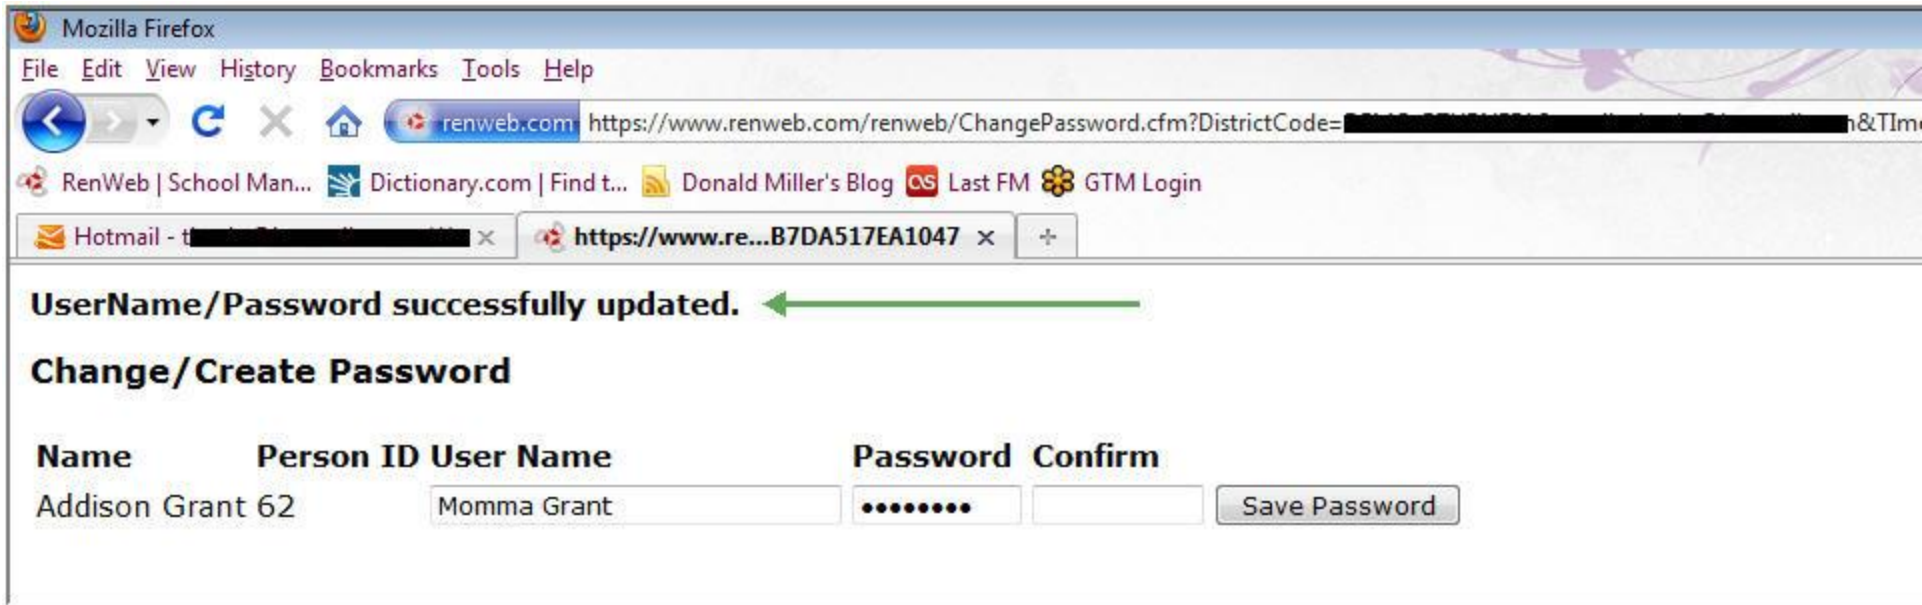 Mozilla Firefox
File Edit View History Bookmarks Tools Help
renweb.com https://www.renweb.com/renweb/ChangePassword.cfm?DistrictCode= n&TIme
RenWeb | School Man... Dictionary.com | Find t... Donald Miller's Blog Last FM GTM Login
Hotmail - t https://www.re...B7DA517EA1047
UserName/Password successfully updated.
Change/Create Password
Name Person ID User Name Password Confirm
Addison Grant 62 Momma Grant •••••••• Save Password